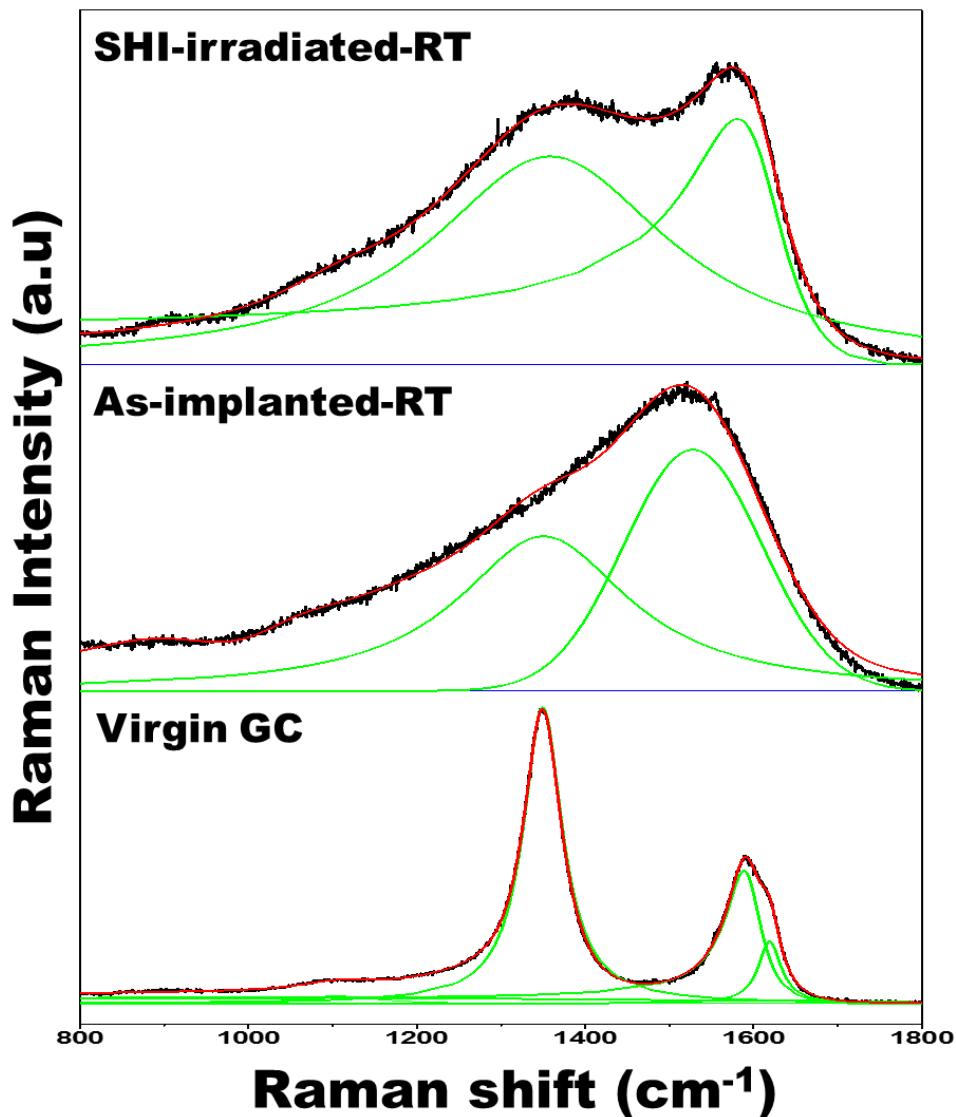 SHI-irradiated-RT
As-implanted-RT
Virgin GC
Raman Intensity (a.u)
800 1000 1200 1400 1600 1800
Raman shift (cm⁻¹)